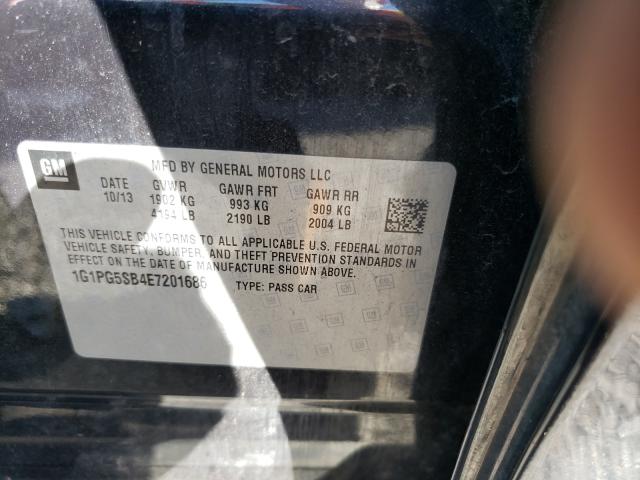 GM
MFD BY GENERAL MOTORS LLC
DATE GVWR GAWR FRT GAWR RR
10/13 1902 KG 993 KG 909 KG
4194 LB 2190 LB 2004 LB
THIS VEHICLE CONFORMS TO ALL APPLICABLE U.S. FEDERAL MOTOR
VEHICLE SAFETY, BUMPER, AND THEFT PREVENTION STANDARDS IN
EFFECT ON THE DATE OF MANUFACTURE SHOWN ABOVE.
1G1PG5SB4E7201686 TYPE: PASS CAR